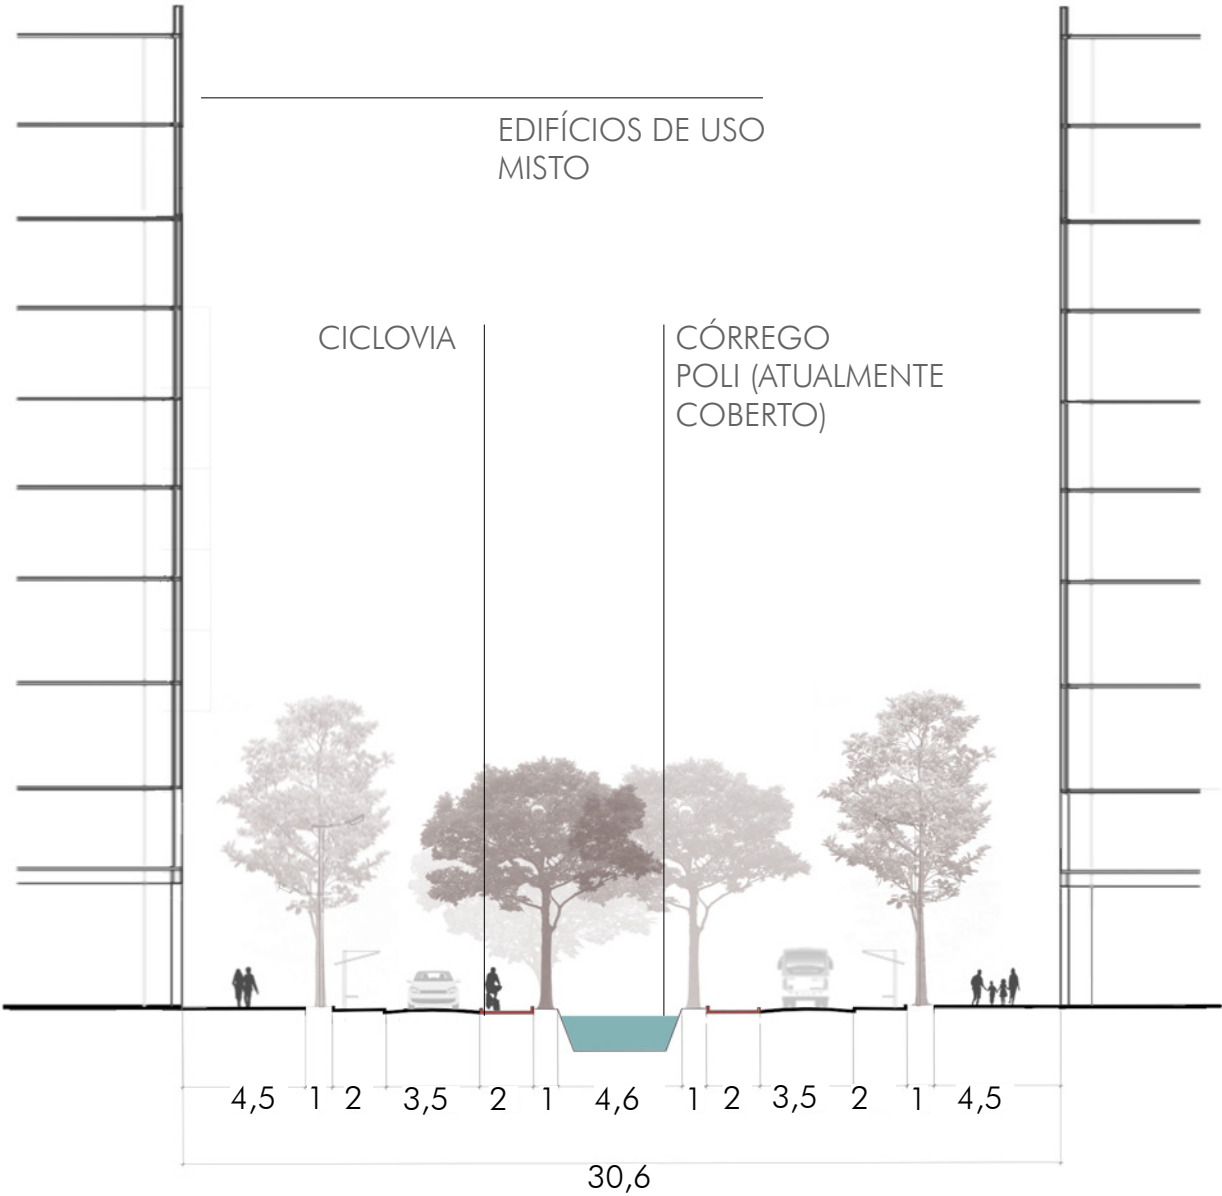 EDIFÍCIOS DE USO
MISTO
CICLOVIA
CÓRREGO
POLI (ATUALMENTE
COBERTO)
4,5 1 2 3,5 2 1 4,6 1 2 3,5 2 1 4,5
30,6